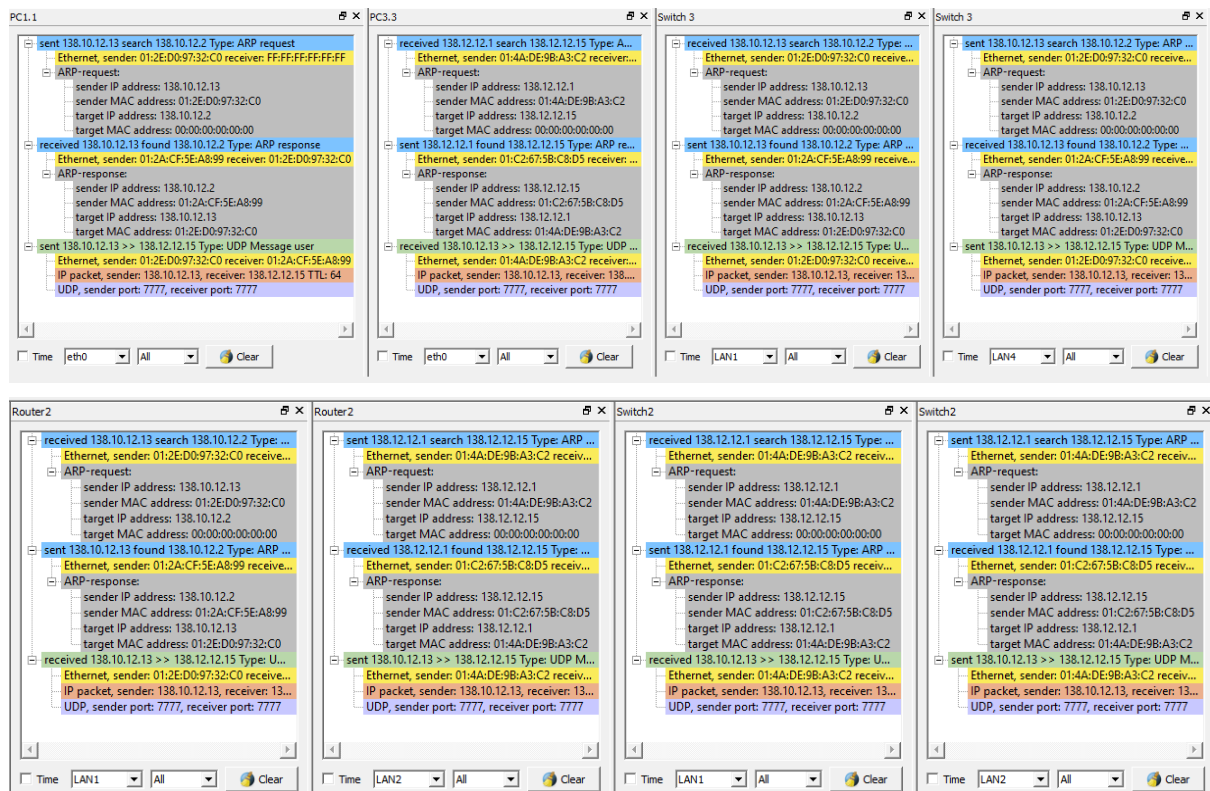 PC1.1
sent 138.10.12.13 search 138.10.12.2 Type: ARP request
Ethernet, sender: 01:2E:D0:97:32:C0 receiver: FF:FF:FF:FF:FF:FF
ARP-request:
sender IP address: 138.10.12.13
sender MAC address: 01:2E:D0:97:32:C0
target IP address: 138.10.12.2
target MAC address: 00:00:00:00:00:00
received 138.10.12.13 found 138.10.12.2 Type: ARP response
Ethernet, sender: 01:2A:CF:5E:A8:99 receiver: 01:2E:D0:97:32:C0
ARP-response:
sender IP address: 138.10.12.2
sender MAC address: 01:2A:CF:5E:A8:99
target IP address: 138.10.12.13
target MAC address: 01:2E:D0:97:32:C0
sent 138.10.12.13 >> 138.12.12.15 Type: UDP Message user
Ethernet, sender: 01:2E:D0:97:32:C0 receiver: 01:2A:CF:5E:A8:99
IP packet, sender: 138.10.12.13, receiver: 138.12.12.15 TTL: 64
UDP, sender port: 7777, receiver port: 7777
Time eth0 All Clear
PC3.3
received 138.12.12.1 search 138.12.12.15 Type: A...
Ethernet, sender: 01:4A:DE:9B:A3:C2 receiver:...
ARP-request:
sender IP address: 138.12.12.1
sender MAC address: 01:4A:DE:9B:A3:C2
target IP address: 138.12.12.15
target MAC address: 00:00:00:00:00:00
sent 138.12.12.1 found 138.12.12.15 Type: ARP re...
Ethernet, sender: 01:C2:67:5B:C8:D5 receiver: ...
ARP-response:
sender IP address: 138.12.12.15
sender MAC address: 01:C2:67:5B:C8:D5
target IP address: 138.12.12.1
target MAC address: 01:4A:DE:9B:A3:C2
received 138.10.12.13 >> 138.12.12.15 Type: UDP ...
Ethernet, sender: 01:4A:DE:9B:A3:C2 receiver:...
IP packet, sender: 138.10.12.13, receiver: 138....
UDP, sender port: 7777, receiver port: 7777
Time eth0 All Clear
Switch 3
received 138.10.12.13 search 138.10.12.2 Type: ...
Ethernet, sender: 01:2E:D0:97:32:C0 receive...
ARP-request:
sender IP address: 138.10.12.13
sender MAC address: 01:2E:D0:97:32:C0
target IP address: 138.10.12.2
target MAC address: 00:00:00:00:00:00
sent 138.10.12.13 found 138.10.12.2 Type: ARP ...
Ethernet, sender: 01:2A:CF:5E:A8:99 receive...
ARP-response:
sender IP address: 138.10.12.2
sender MAC address: 01:2A:CF:5E:A8:99
target IP address: 138.10.12.13
target MAC address: 01:2E:D0:97:32:C0
received 138.10.12.13 >> 138.12.12.15 Type: U...
Ethernet, sender: 01:2E:D0:97:32:C0 receive...
IP packet, sender: 138.10.12.13, receiver: 13...
UDP, sender port: 7777, receiver port: 7777
Time LAN1 All Clear
Switch 3
sent 138.10.12.13 search 138.10.12.2 Type: ARP ...
Ethernet, sender: 01:2E:D0:97:32:C0 receive...
ARP-request:
sender IP address: 138.10.12.13
sender MAC address: 01:2E:D0:97:32:C0
target IP address: 138.10.12.2
target MAC address: 00:00:00:00:00:00
received 138.10.12.13 found 138.10.12.2 Type: ...
Ethernet, sender: 01:2A:CF:5E:A8:99 receive...
ARP-response:
sender IP address: 138.10.12.2
sender MAC address: 01:2A:CF:5E:A8:99
target IP address: 138.10.12.13
target MAC address: 01:2E:D0:97:32:C0
sent 138.10.12.13 >> 138.12.12.15 Type: UDP M...
Ethernet, sender: 01:2E:D0:97:32:C0 receive...
IP packet, sender: 138.10.12.13, receiver: 13...
UDP, sender port: 7777, receiver port: 7777
Time LAN4 All Clear
Router2
received 138.10.12.13 search 138.10.12.2 Type: ...
Ethernet, sender: 01:2E:D0:97:32:C0 receive...
ARP-request:
sender IP address: 138.10.12.13
sender MAC address: 01:2E:D0:97:32:C0
target IP address: 138.10.12.2
target MAC address: 00:00:00:00:00:00
sent 138.10.12.13 found 138.10.12.2 Type: ARP ...
Ethernet, sender: 01:2A:CF:5E:A8:99 receive...
ARP-response:
sender IP address: 138.10.12.2
sender MAC address: 01:2A:CF:5E:A8:99
target IP address: 138.10.12.13
target MAC address: 01:2E:D0:97:32:C0
received 138.10.12.13 >> 138.12.12.15 Type: U...
Ethernet, sender: 01:2E:D0:97:32:C0 receive...
IP packet, sender: 138.10.12.13, receiver: 13...
UDP, sender port: 7777, receiver port: 7777
Time LAN1 All Clear
Router2
sent 138.12.12.1 search 138.12.12.15 Type: ARP ...
Ethernet, sender: 01:4A:DE:9B:A3:C2 receiv...
ARP-request:
sender IP address: 138.12.12.1
sender MAC address: 01:4A:DE:9B:A3:C2
target IP address: 138.12.12.15
target MAC address: 00:00:00:00:00:00
received 138.12.12.1 found 138.12.12.15 Type: ...
Ethernet, sender: 01:C2:67:5B:C8:D5 receiv...
ARP-response:
sender IP address: 138.12.12.15
sender MAC address: 01:C2:67:5B:C8:D5
target IP address: 138.12.12.1
target MAC address: 01:4A:DE:9B:A3:C2
sent 138.10.12.13 >> 138.12.12.15 Type: UDP M...
Ethernet, sender: 01:4A:DE:9B:A3:C2 receiv...
IP packet, sender: 138.10.12.13, receiver: 13...
UDP, sender port: 7777, receiver port: 7777
Time LAN2 All Clear
Switch2
received 138.12.12.1 search 138.12.12.15 Type: ...
Ethernet, sender: 01:4A:DE:9B:A3:C2 receiv...
ARP-request:
sender IP address: 138.12.12.1
sender MAC address: 01:4A:DE:9B:A3:C2
target IP address: 138.12.12.15
target MAC address: 00:00:00:00:00:00
sent 138.12.12.1 found 138.12.12.15 Type: ARP ...
Ethernet, sender: 01:C2:67:5B:C8:D5 receiv...
ARP-response:
sender IP address: 138.12.12.15
sender MAC address: 01:C2:67:5B:C8:D5
target IP address: 138.12.12.1
target MAC address: 01:4A:DE:9B:A3:C2
received 138.10.12.13 >> 138.12.12.15 Type: U...
Ethernet, sender: 01:4A:DE:9B:A3:C2 receiv...
IP packet, sender: 138.10.12.13, receiver: 13...
UDP, sender port: 7777, receiver port: 7777
Time LAN1 All Clear
Switch2
sent 138.12.12.1 search 138.12.12.15 Type: ARP ...
Ethernet, sender: 01:4A:DE:9B:A3:C2 receiv...
ARP-request:
sender IP address: 138.12.12.1
sender MAC address: 01:4A:DE:9B:A3:C2
target IP address: 138.12.12.15
target MAC address: 00:00:00:00:00:00
received 138.12.12.1 found 138.12.12.15 Type: ...
Ethernet, sender: 01:C2:67:5B:C8:D5 receiv...
ARP-response:
sender IP address: 138.12.12.15
sender MAC address: 01:C2:67:5B:C8:D5
target IP address: 138.12.12.1
target MAC address: 01:4A:DE:9B:A3:C2
sent 138.10.12.13 >> 138.12.12.15 Type: UDP M...
Ethernet, sender: 01:4A:DE:9B:A3:C2 receiv...
IP packet, sender: 138.10.12.13, receiver: 13...
UDP, sender port: 7777, receiver port: 7777
Time LAN2 All Clear